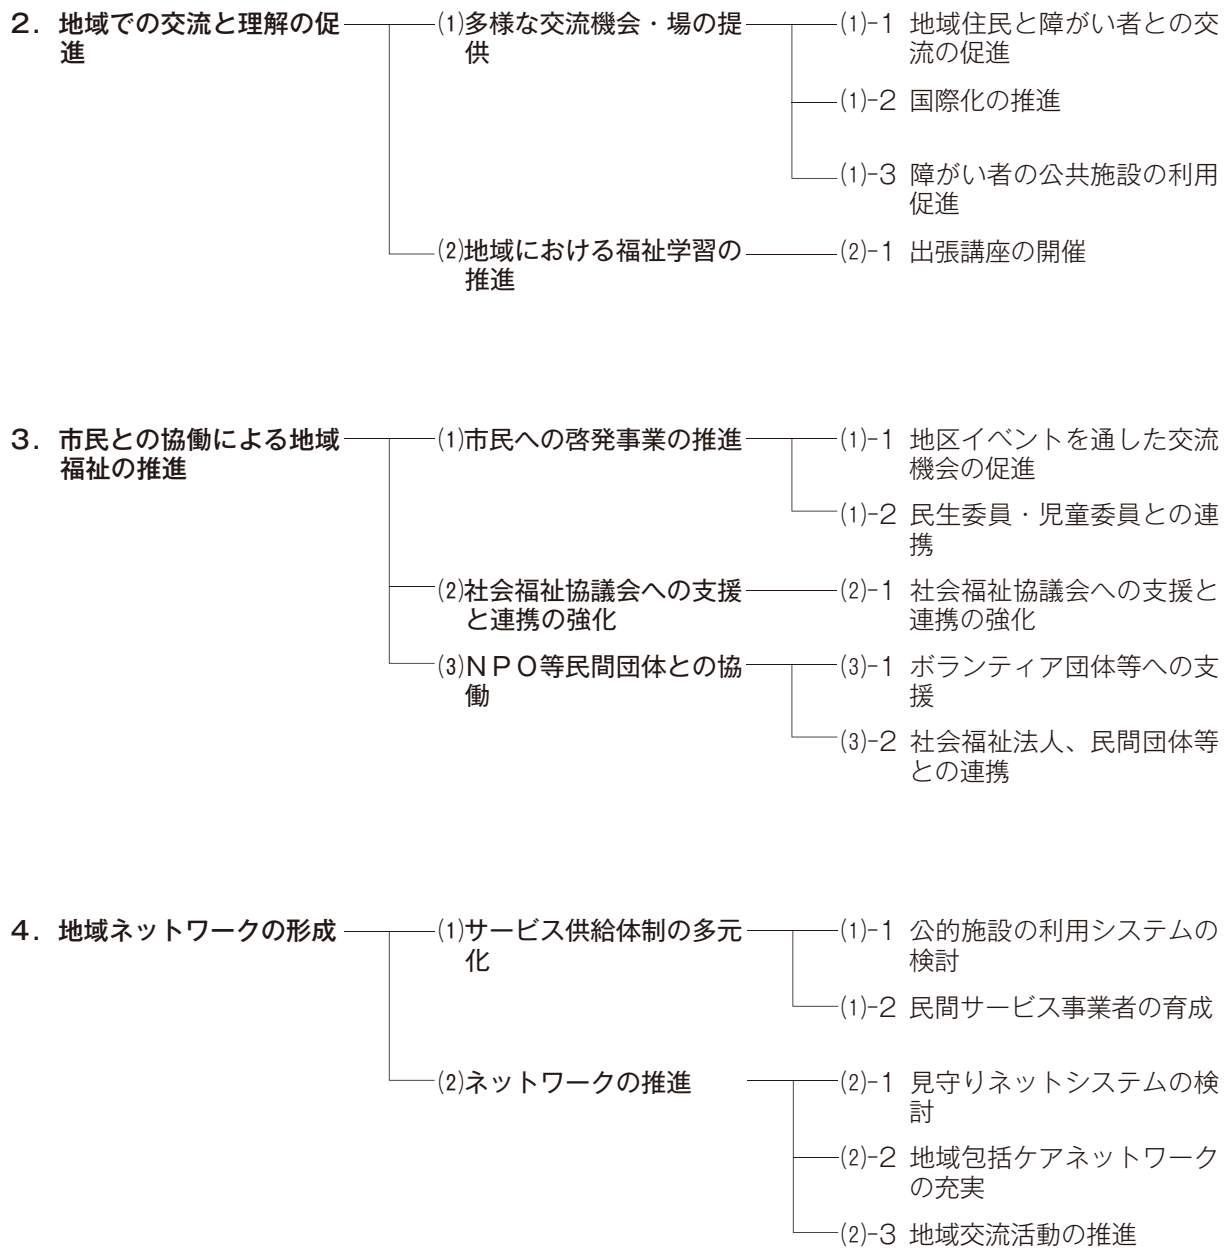 2．地域での交流と理解の促
進
(1)多様な交流機会・場の提
供
(1)-1 地域住民と障がい者との交
流の促進
(1)-2 国際化の推進
(1)-3 障がい者の公共施設の利用
促進
(2)地域における福祉学習の
推進
(2)-1 出張講座の開催
3．市民との協働による地域
福祉の推進
(1)市民への啓発事業の推進
(1)-1 地区イベントを通した交流
機会の促進
(1)-2 民生委員・児童委員との連
携
(2)社会福祉協議会への支援
と連携の強化
(2)-1 社会福祉協議会への支援と
連携の強化
(3)ＮＰＯ等民間団体との協
働
(3)-1 ボランティア団体等への支
援
(3)-2 社会福祉法人、民間団体等
との連携
4．地域ネットワークの形成
(1)サービス供給体制の多元
化
(1)-1 公的施設の利用システムの
検討
(1)-2 民間サービス事業者の育成
(2)ネットワークの推進
(2)-1 見守りネットシステムの検
討
(2)-2 地域包括ケアネットワーク
の充実
(2)-3 地域交流活動の推進